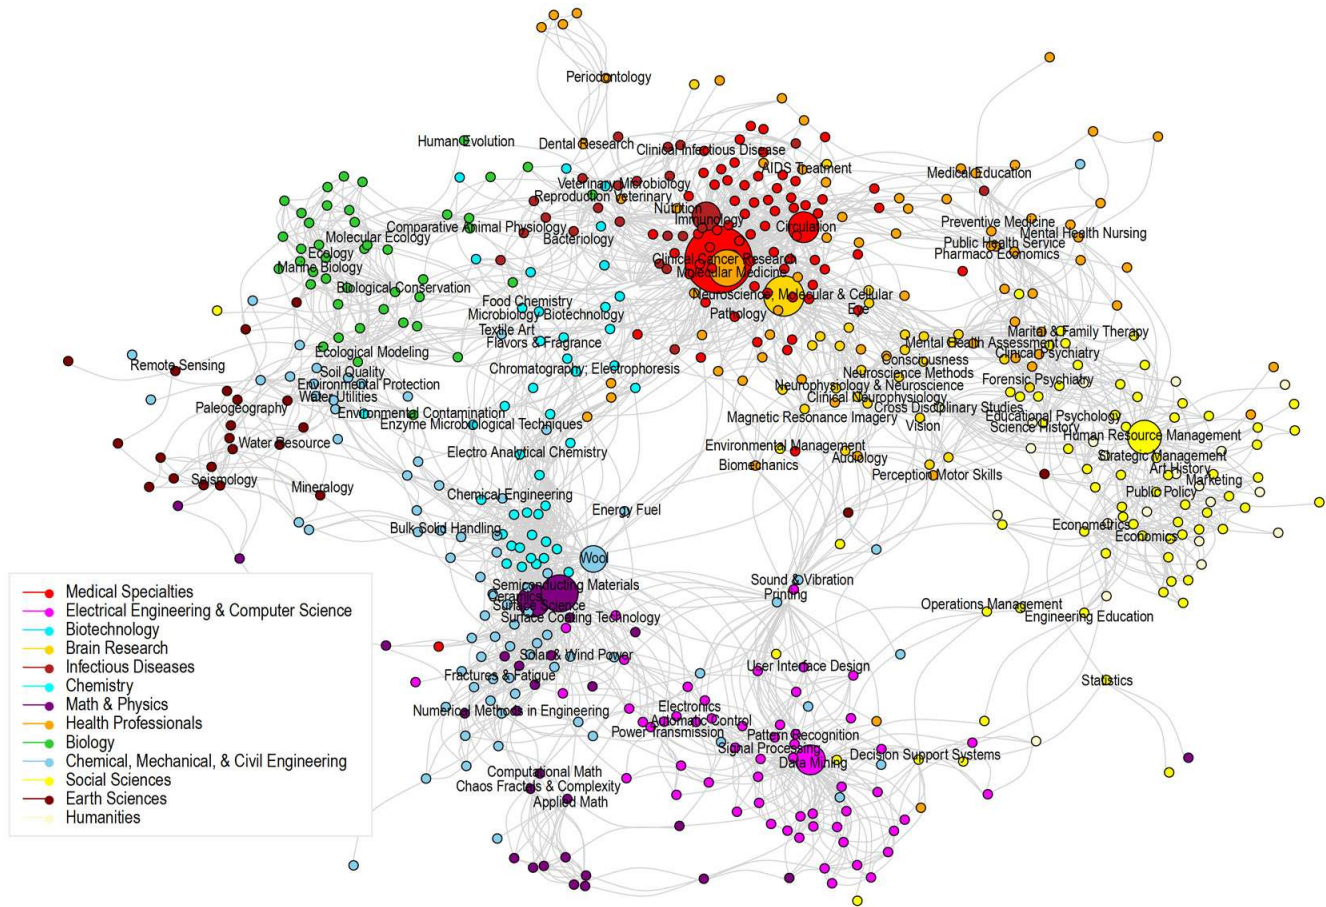 Periodontology
Human Evolution
Dental Research
Clinical Infectious Disease
AIDS Treatment
Medical Education
Veterinary Microbiology
Reproduction Veterinary
Nutrition
Immunology
Circulation
Comparative Animal Physiology
Bacteriology
Preventive Medicine
Mental Health Nursing
Public Health Service
Pharmaco Economics
Molecular Ecology
Ecology
Marine Biology
Biological Conservation
Clinical Cancer Research
Molecular Medicine
Neuroscience, Molecular & Cellular
Pathology
Eye
Food Chemistry
Microbiology Biotechnology
Textile Art
Flavors & Fragrance
Marital & Family Therapy
Mental Health Assessment
Clinical Psychiatry
Consciousness
Ecological Modeling
Remote Sensing
Soil Quality
Chromatography; Electrophoresis
Neuroscience Methods
Forensic Psychiatry
Environmental Protection
Water Utilities
Neurophysiology & Neuroscience
Clinical Neurophysiology
Paleogeography
Environmental Contamination
Enzyme Microbiological Techniques
Cross Disciplinary Studies
Magnetic Resonance Imagery
Vision
Educational Psychology
Science History
Human Resource Management
Water Resource
Electro Analytical Chemistry
Environmental Management
Audiology
Biomechanics
Strategic Management
Art History
Perception Motor Skills
Marketing
Seismology
Mineralogy
Chemical Engineering
Public Policy
Energy Fuel
Bulk Solid Handling
Econometrics
Economics
Wool
Semiconducting Materials
Ceramics
Surface Science
Surface Coating Technology
Sound & Vibration
Printing
Operations Management
Engineering Education
Solar & Wind Power
Fractures & Fatigue
User Interface Design
Statistics
Numerical Methods in Engineering
Electronics
Automatic Control
Power Transmission
Pattern Recognition
Signal Processing
Data Mining
Decision Support Systems
Computational Math
Chaos Fractels & Complexity
Applied Math
Medical Specialties
Electrical Engineering & Computer Science
Biotechnology
Brain Research
Infectious Diseases
Chemistry
Math & Physics
Health Professionals
Biology
Chemical, Mechanical, & Civil Engineering
Social Sciences
Earth Sciences
Humanities